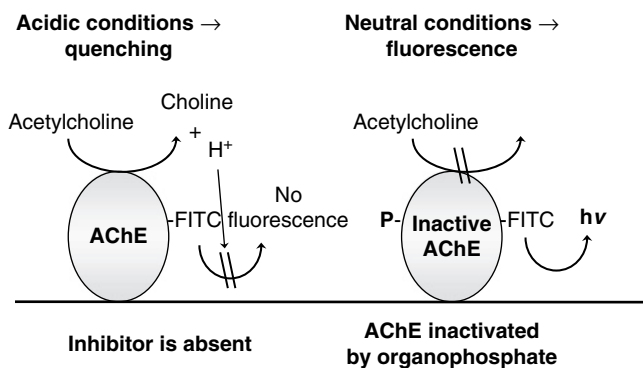 Acidic conditions →
quenching
Acetylcholine
Choline
+
H⁺
AChE
-FITC
No
fluorescence
Inhibitor is absent
Neutral conditions →
fluorescence
Acetylcholine
P-
Inactive
AChE
-FITC
hν
AChE inactivated
by organophosphate